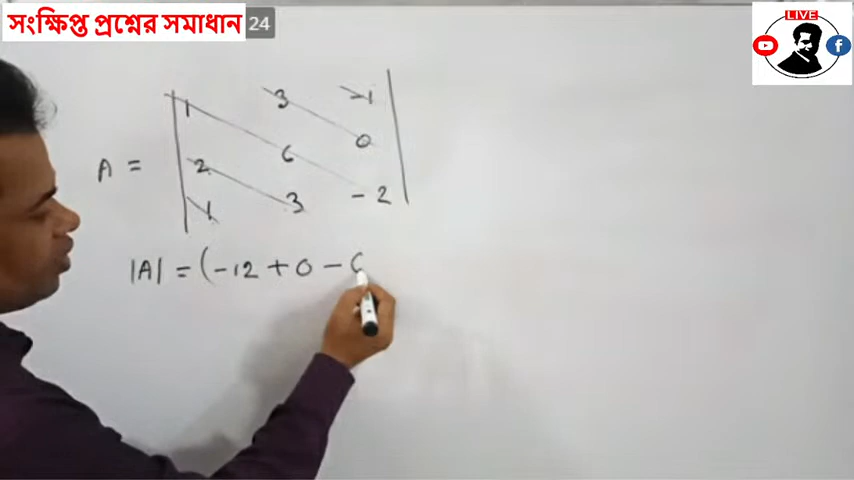 সংক্ষিপ্ত প্রশ্নের সমাধান 24
LIVE
1 3 -1
A = 2 6 0
1 3 -2
|A| = (-12 + 0 - 6